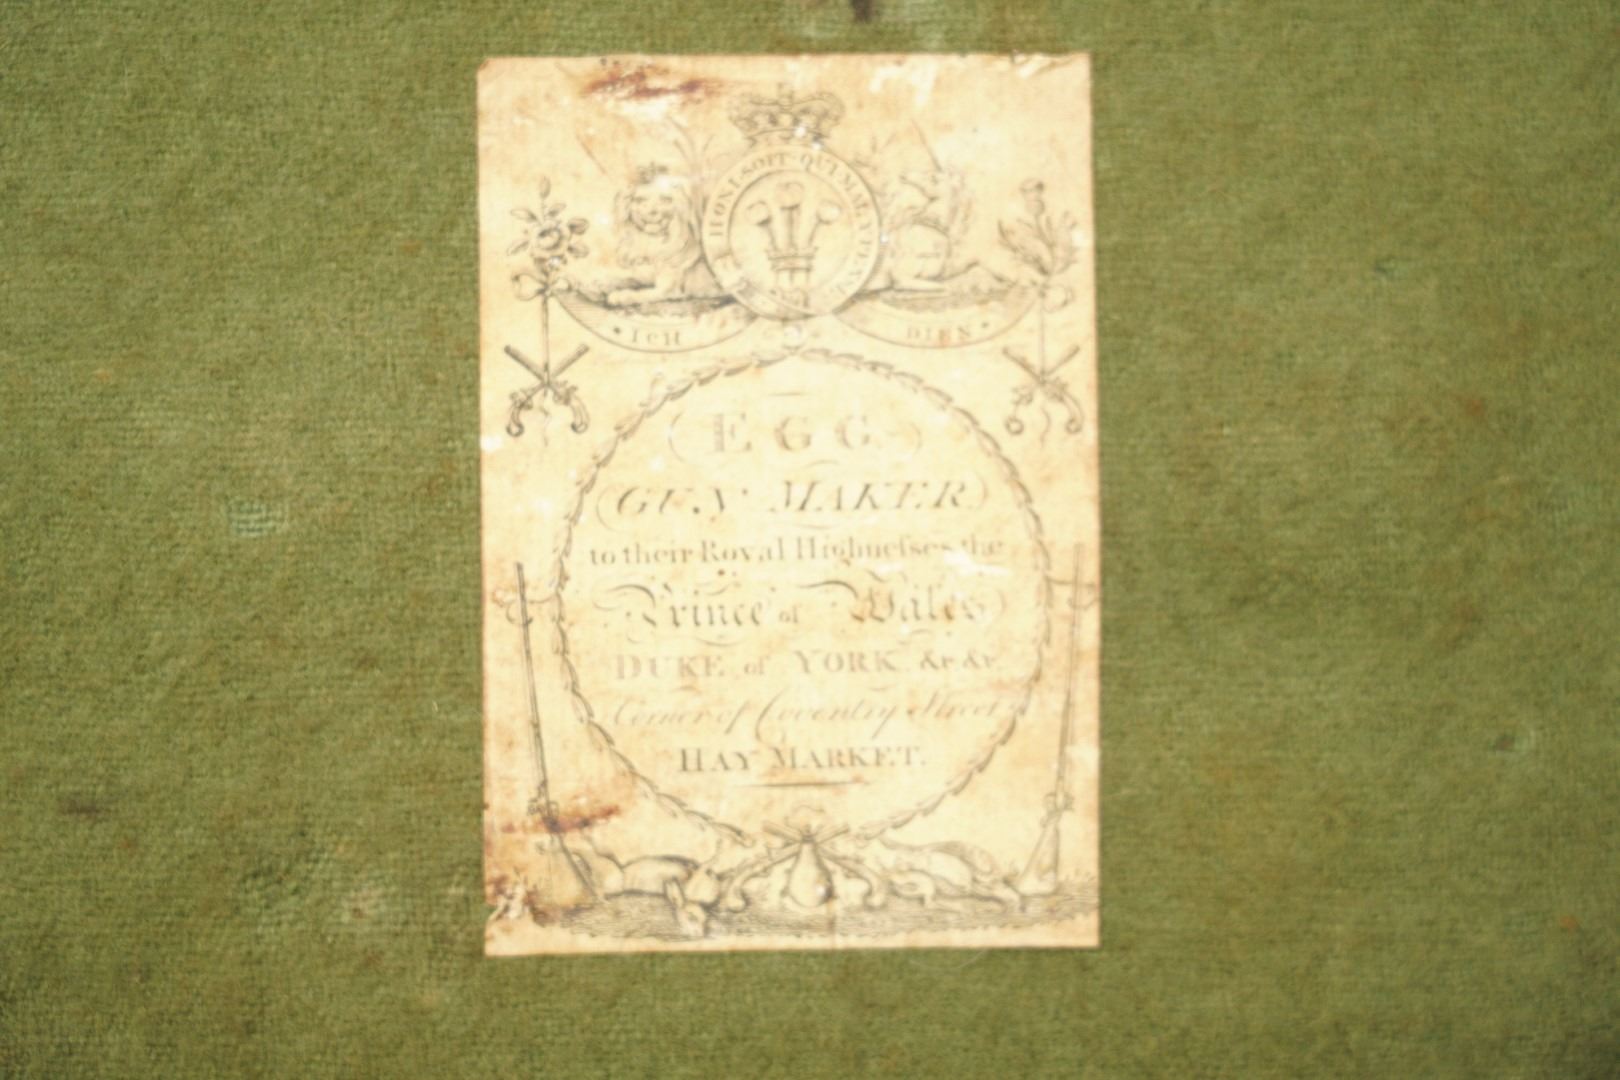 HONI·SOIT·QUI·MAL·Y·PENSE
·ICH
DIEN·
EGG
GUN MAKER
to their Royal Highneſses the
Prince of Wales
DUKE of YORK &c &c
Corner of Coventry Street
HAY MARKET.